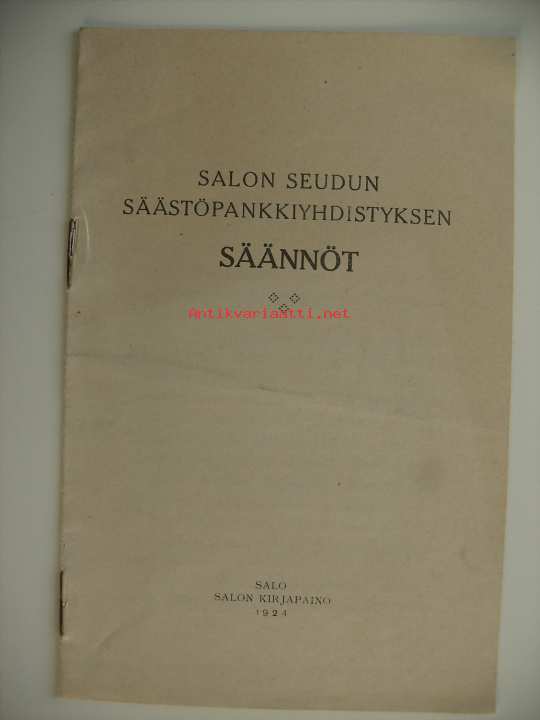 SALON SEUDUN
SÄÄSTÖPANKKIYHDISTYKSEN
SÄÄNNÖT
Antikvariaatti.net
SALO
SALON KIRJAPAINO
1924